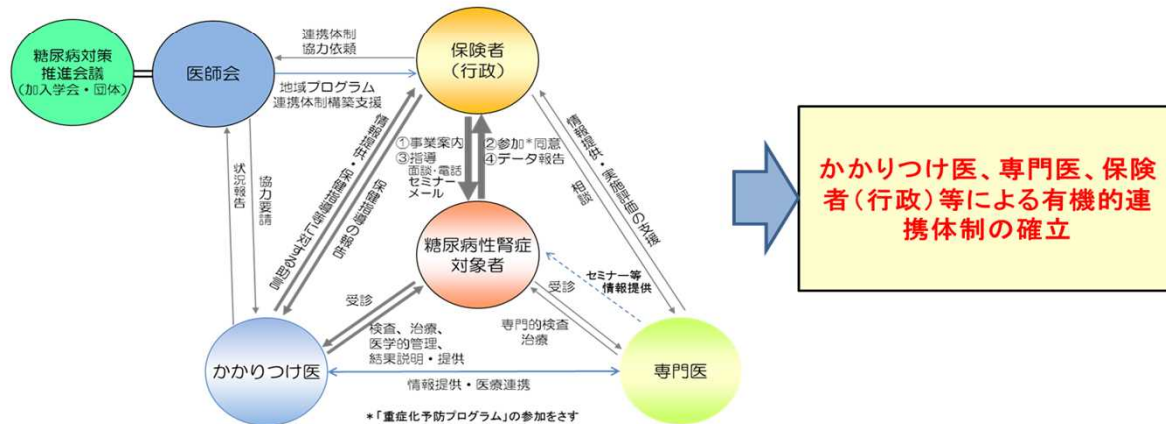 糖尿病対策
推進会議
(加入学会・団体)
医師会
連携体制
協力依頼
地域プログラム
連携体制構築支援
保険者
(行政)
①事業案内
③指導
面談・電話
セミナー
メール
②参加*同意
④データ報告
情報提供・保健指導等に対する助言
保健指導の報告
情報提供・実施評価の支援
相談
状況報告
協力要請
糖尿病性腎症
対象者
セミナー等
情報提供
受診
検査、治療、
医学的管理、
結果説明・提供
受診
専門的検査
治療
かかりつけ医
情報提供・医療連携
専門医
*「重症化予防プログラム」の参加をさす
かかりつけ医、専門医、保険
者(行政)等による有機的連
携体制の確立